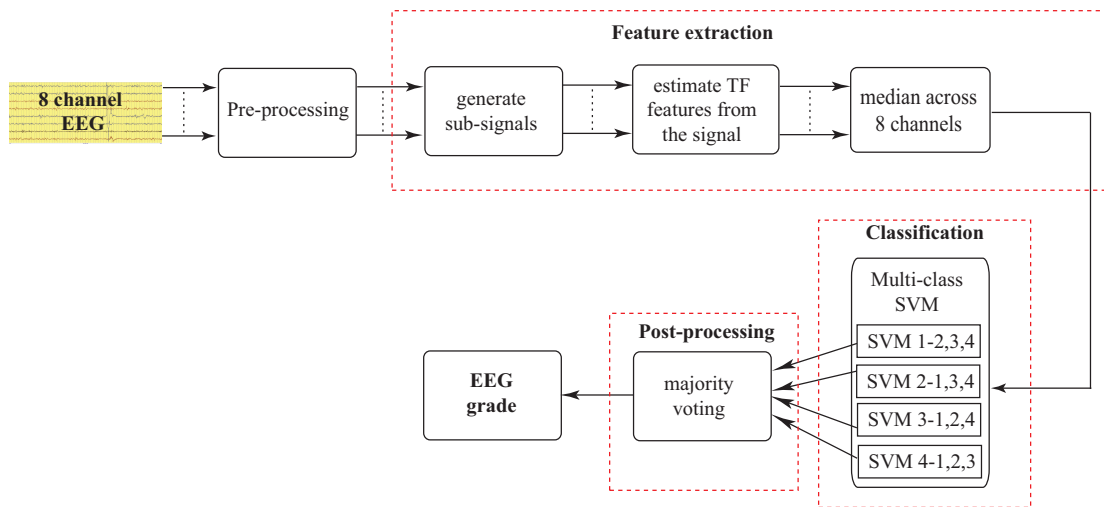 Feature extraction
8 channel
EEG
Pre-processing
generate
sub-signals
estimate TF
features from
the signal
median across
8 channels
Classification
Multi-class
SVM
SVM 1-2,3,4
SVM 2-1,3,4
SVM 3-1,2,4
SVM 4-1,2,3
Post-processing
majority
voting
EEG
grade